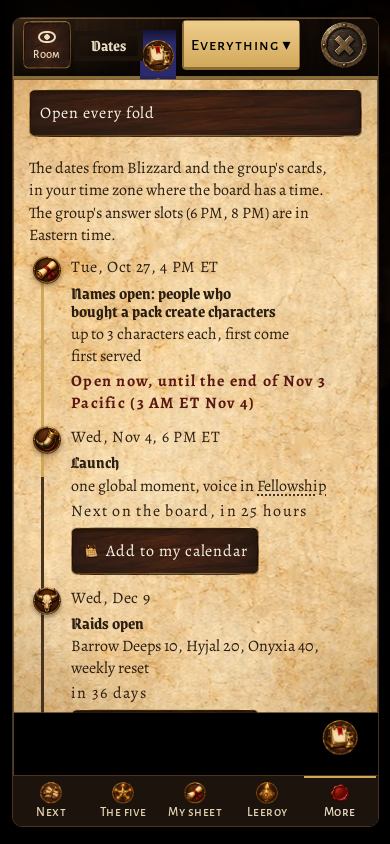 Room
Dates
Everything ▾
Open every fold
The dates from Blizzard and the group's cards,
in your time zone where the board has a time.
The group's answer slots (6 PM, 8 PM) are in
Eastern time.
Tue, Oct 27, 4 PM ET
Names open: people who
bought a pack create characters
up to 3 characters each, first come
first served
Open now, until the end of Nov 3
Pacific (3 AM ET Nov 4)
Wed, Nov 4, 6 PM ET
Launch
one global moment, voice in Fellowship
Next on the board, in 25 hours
Add to my calendar
Wed, Dec 9
Raids open
Barrow Deeps 10, Hyjal 20, Onyxia 40,
weekly reset
in 36 days
Next
The Five
My sheet
Leeroy
More